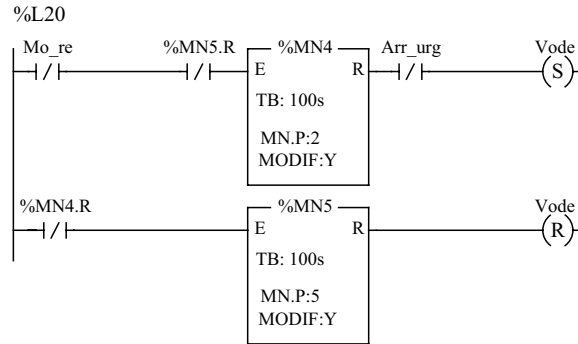 %L20
Mo_re %MN5.R %MN4 Arr_urg Vode
E R S
TB: 100s
MN.P:2
MODIF:Y
%MN4.R %MN5 Vode
E R R
TB: 100s
MN.P:5
MODIF:Y